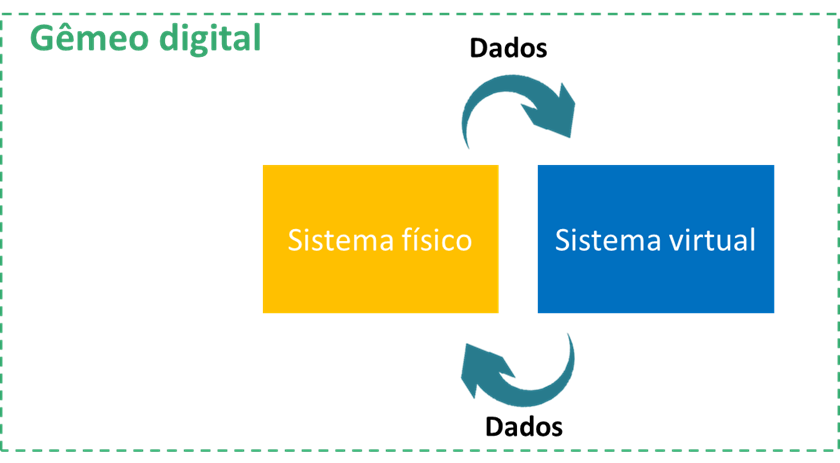 Gêmeo digital
Dados
Sistema físico
Sistema virtual
Dados